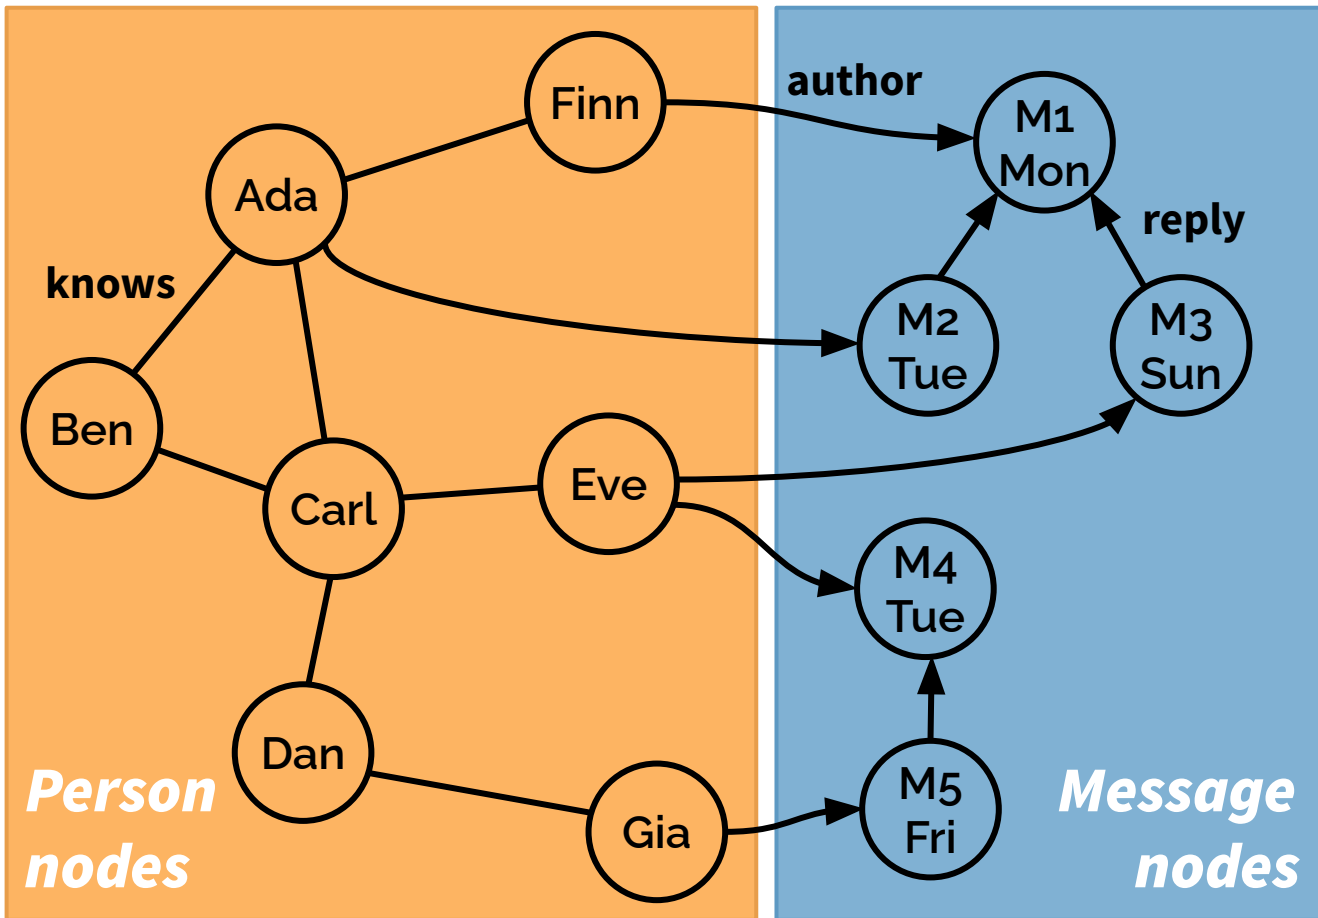 Finn
author
M1
Mon
Ada
reply
knows
M2
Tue
M3
Sun
Ben
Eve
Carl
M4
Tue
Dan
Gia
M5
Fri
Person
nodes
Message
nodes